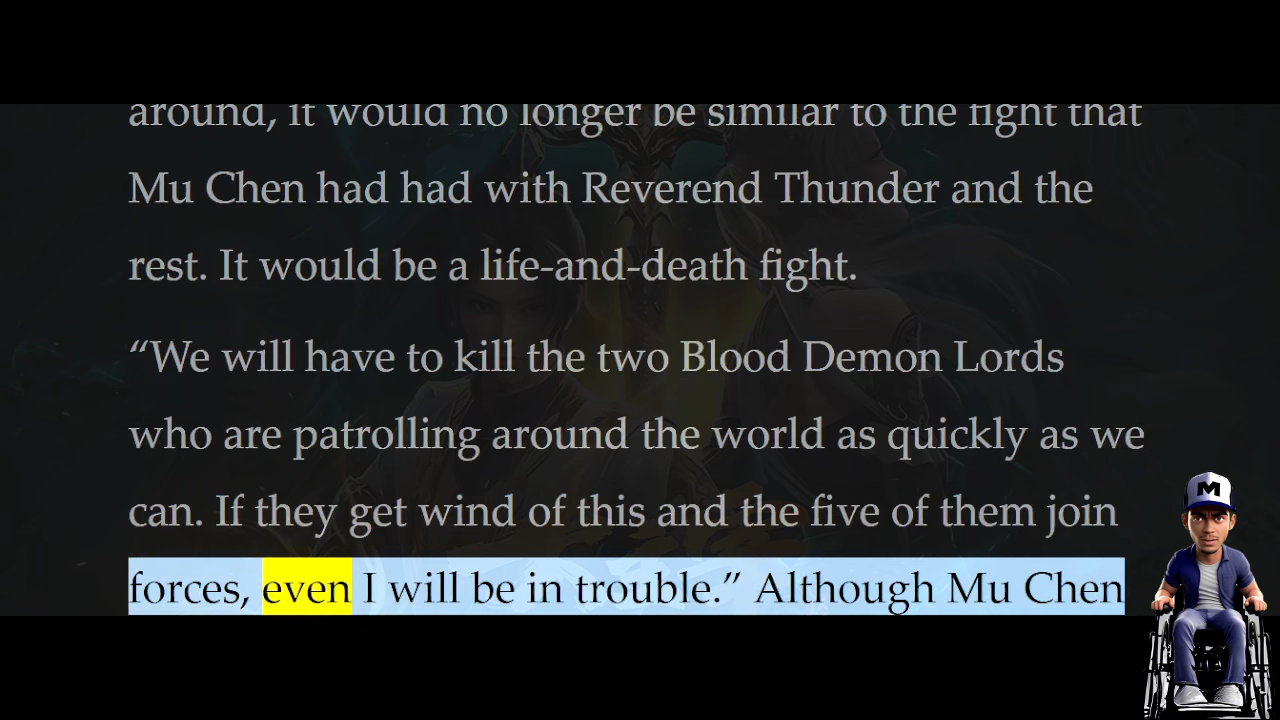 around, it would no longer be similar to the fight that
Mu Chen had had with Reverend Thunder and the
rest. It would be a life-and-death fight.
“We will have to kill the two Blood Demon Lords
who are patrolling around the world as quickly as we
can. If they get wind of this and the five of them join
forces, even I will be in trouble.” Although Mu Chen
M
M